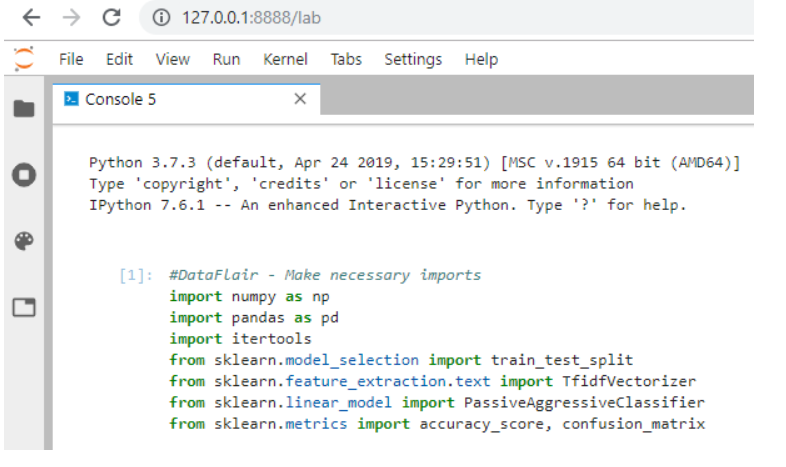 127.0.0.1:8888/lab
File Edit View Run Kernel Tabs Settings Help
Console 5
Python 3.7.3 (default, Apr 24 2019, 15:29:51) [MSC v.1915 64 bit (AMD64)]
Type 'copyright', 'credits' or 'license' for more information
IPython 7.6.1 -- An enhanced Interactive Python. Type '?' for help.
[1]: #DataFlair - Make necessary imports
import numpy as np
import pandas as pd
import itertools
from sklearn.model_selection import train_test_split
from sklearn.feature_extraction.text import TfidfVectorizer
from sklearn.linear_model import PassiveAggressiveClassifier
from sklearn.metrics import accuracy_score, confusion_matrix